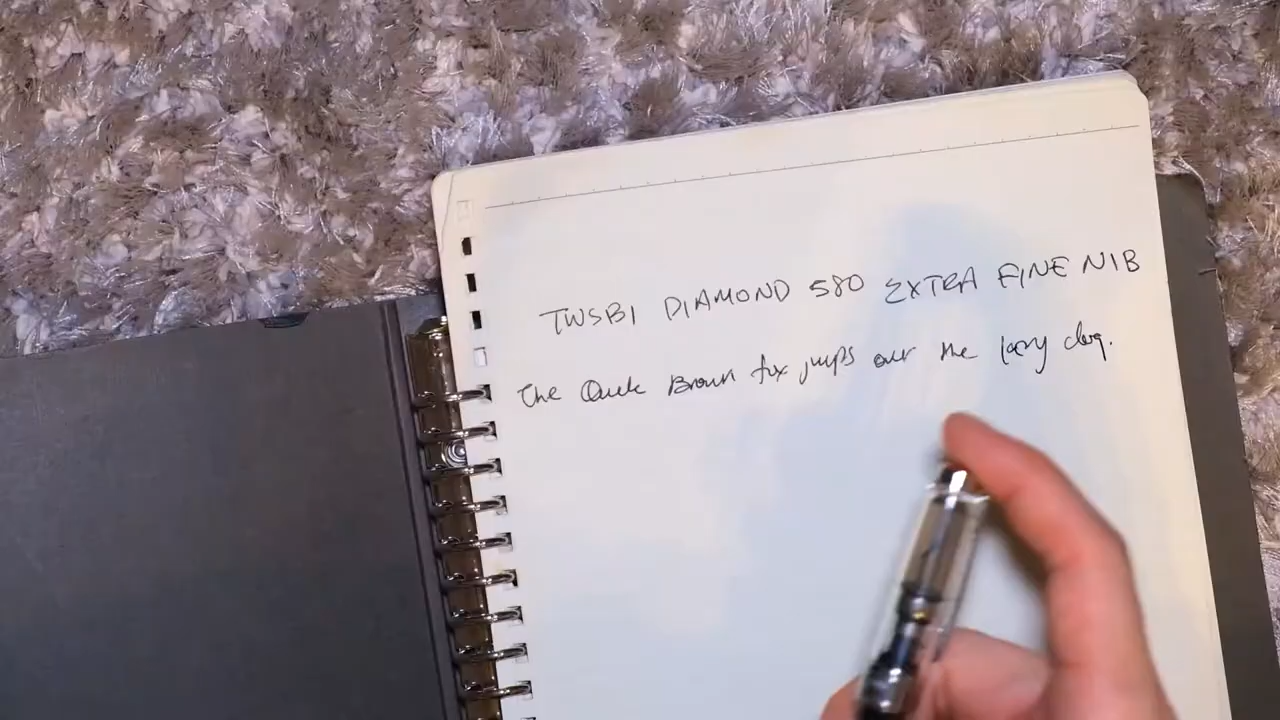 TWSBI DIAMOND 580 EXTRA FINE NIB
The Quick Brown fox jumps over the lazy dog.